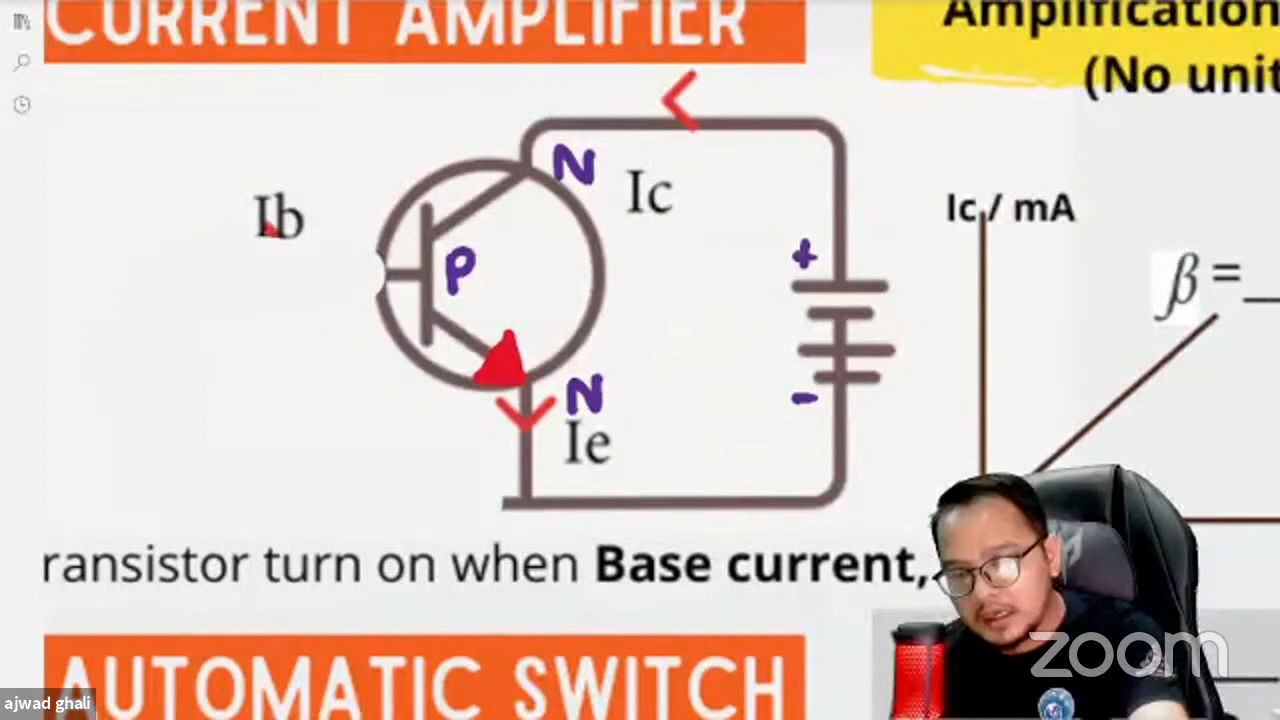 CURRENT AMPLIFIER
Amplification
(No unit
N
Ic
Ib
P
+
-
N
Ie
Ic / mA
β =
ransistor turn on when Base current,
AUTOMATIC SWITCH
zoom
ajwad ghali